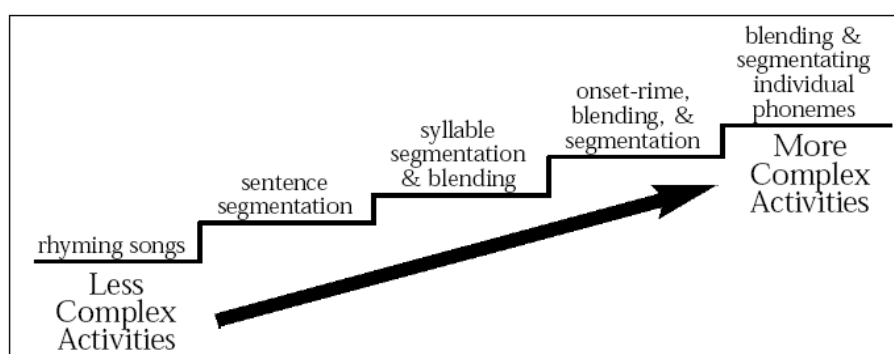 rhyming songs
Less
Complex
Activities
sentence
segmentation
syllable
segmentation
& blending
onset-rime,
blending, &
segmentation
blending &
segmentating
individual
phonemes
More
Complex
Activities